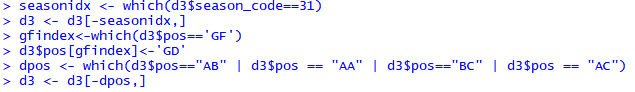 > seasonidx <- which(d3$season_code==31)
> d3 <- d3[-seasonidx,]
> gfindex<-which(d3$pos=='GF')
> d3$pos[gfindex]<-'GD'
> dpos <- which(d3$pos=="AB" | d3$pos == "AA" | d3$pos=="BC" | d3$pos == "AC")
> d3 <- d3[-dpos,]